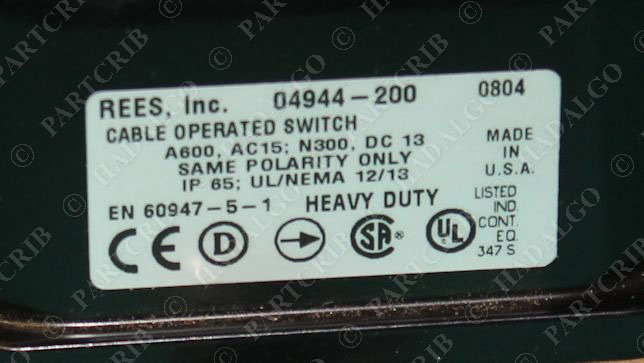 REES, Inc. 04944-200 0804
CABLE OPERATED SWITCH
A600, AC15; N300, DC 13
SAME POLARITY ONLY
IP 65; UL/NEMA 12/13
EN 60947-5-1 HEAVY DUTY
MADE
IN
U.S.A.
LISTED
IND.
CONT.
EQ.
347 S
CE D SA® UL
© PARTCRIB © HADALGO